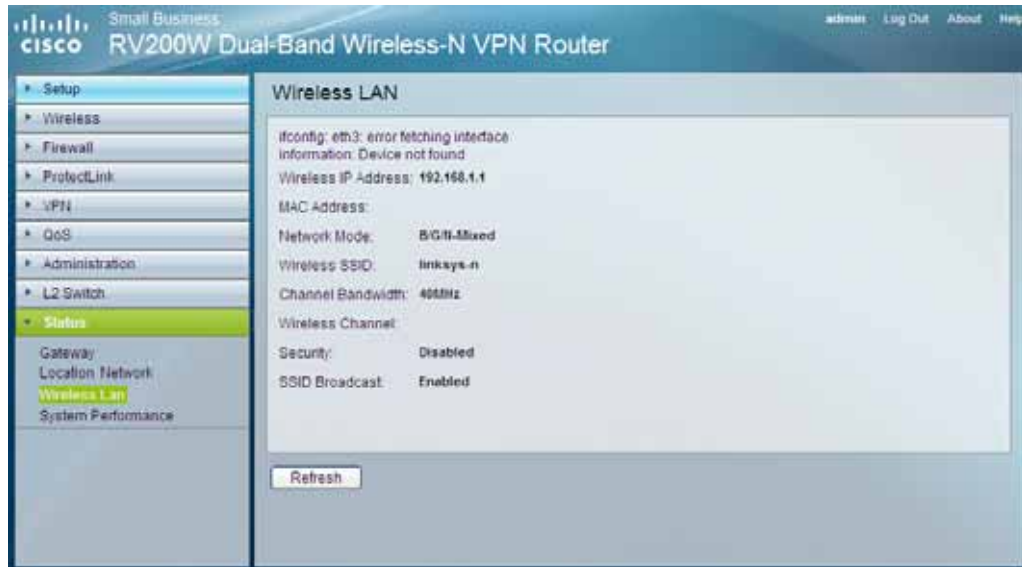 Small Business
CISCO RV200W Dual-Band Wireless-N VPN Router
admin Log Out About Help
Setup
Wireless
Firewall
ProtectLink
VPN
QoS
Administration
L2 Switch
Status
Gateway
Location Network
Wireless Lan
System Performance
Wireless LAN
ifconfig: eth3: error fetching interface
information: Device not found
Wireless IP Address: 192.168.1.1
MAC Address:
Network Mode: B/G/N-Mixed
Wireless SSID: linksys-n
Channel Bandwidth: 40MHz
Wireless Channel:
Security: Disabled
SSID Broadcast: Enabled
Refresh